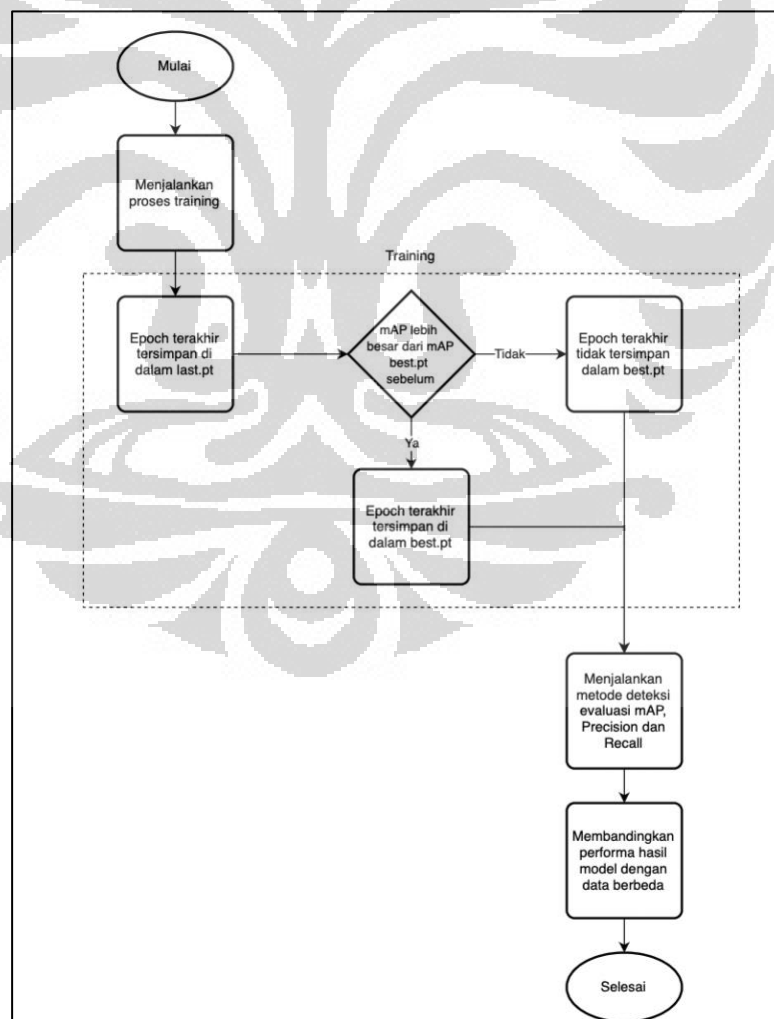 Mulai
Menjalankan
proses training
Training
Epoch terakhir
tersimpan di
dalam last.pt
mAP lebih
besar dari mAP
best.pt
sebelum
Tidak
Epoch terakhir
tidak tersimpan
dalam best.pt
Ya
Epoch terakhir
tersimpan di
dalam best.pt
Menjalankan
metode deteksi
evaluasi mAP,
Precision dan
Recall
Membandingkan
performa hasil
model dengan
data berbeda
Selesai